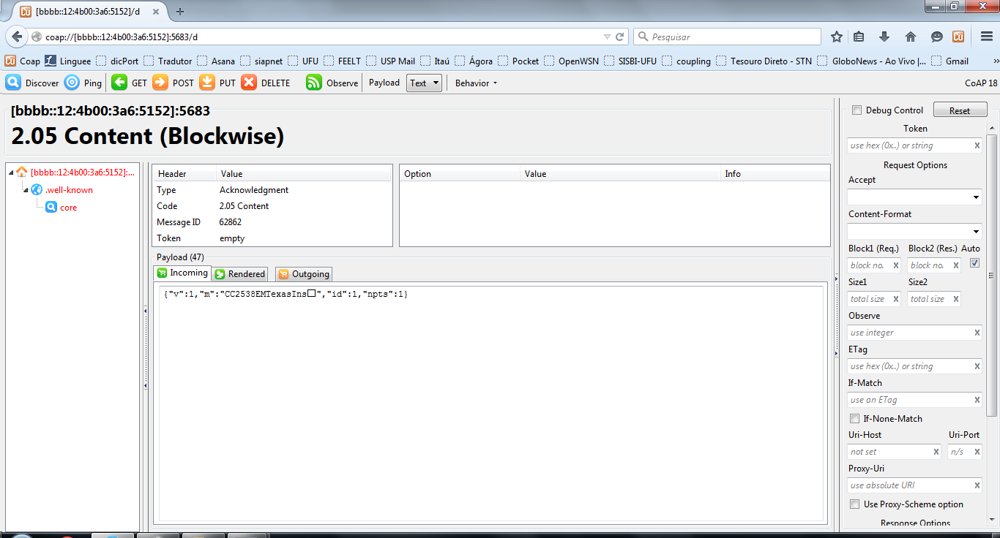 [bbbb::12:4b00:3a6:5152]/d
coap://[bbbb::12:4b00:3a6:5152]:5683/d
Pesquisar
Coap Linguee dicPort Tradutor Asana siapnet UFU FEELT USP Mail Itaú Ágora Pocket OpenWSN SISBI-UFU coupling Tesouro Direto - STN GloboNews - Ao Vivo |... Gmail »
Discover Ping GET POST PUT DELETE Observe Payload Text Behavior CoAP 18
[bbbb::12:4b00:3a6:5152]:5683
2.05 Content (Blockwise)
[bbbb::12:4b00:3a6:5152]:...
.well-known
core
Header Value
Type Acknowledgment
Code 2.05 Content
Message ID 62862
Token empty
Option Value Info
Payload (47)
Incoming Rendered Outgoing
{"v":1,"m":"CC2538EMTexasIns□","id":1,"npts":1}
Debug Control Reset
Token
use hex (0x..) or string x
Request Options
Accept
Content-Format
Block1 (Req.) Block2 (Res.) Auto
block no. x block no. x
Size1 Size2
total size x total size x
Observe
use integer x
ETag
use hex (0x..) or string x
If-Match
use an ETag x
If-None-Match
Uri-Host Uri-Port
not set x n/s x
Proxy-Uri
use absolute URI x
Use Proxy-Scheme option
Response Options